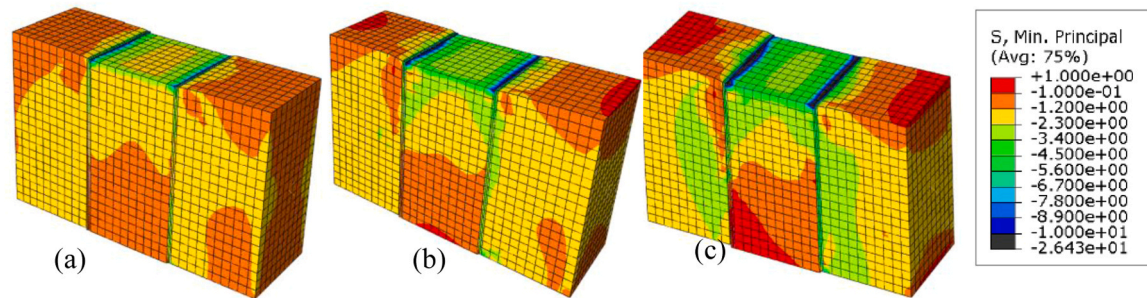 (a)
(b)
(c)
S, Min. Principal
(Avg: 75%)
+1.000e+00
-1.000e-01
-1.200e+00
-2.300e+00
-3.400e+00
-4.500e+00
-5.600e+00
-6.700e+00
-7.800e+00
-8.900e+00
-1.000e+01
-2.643e+01